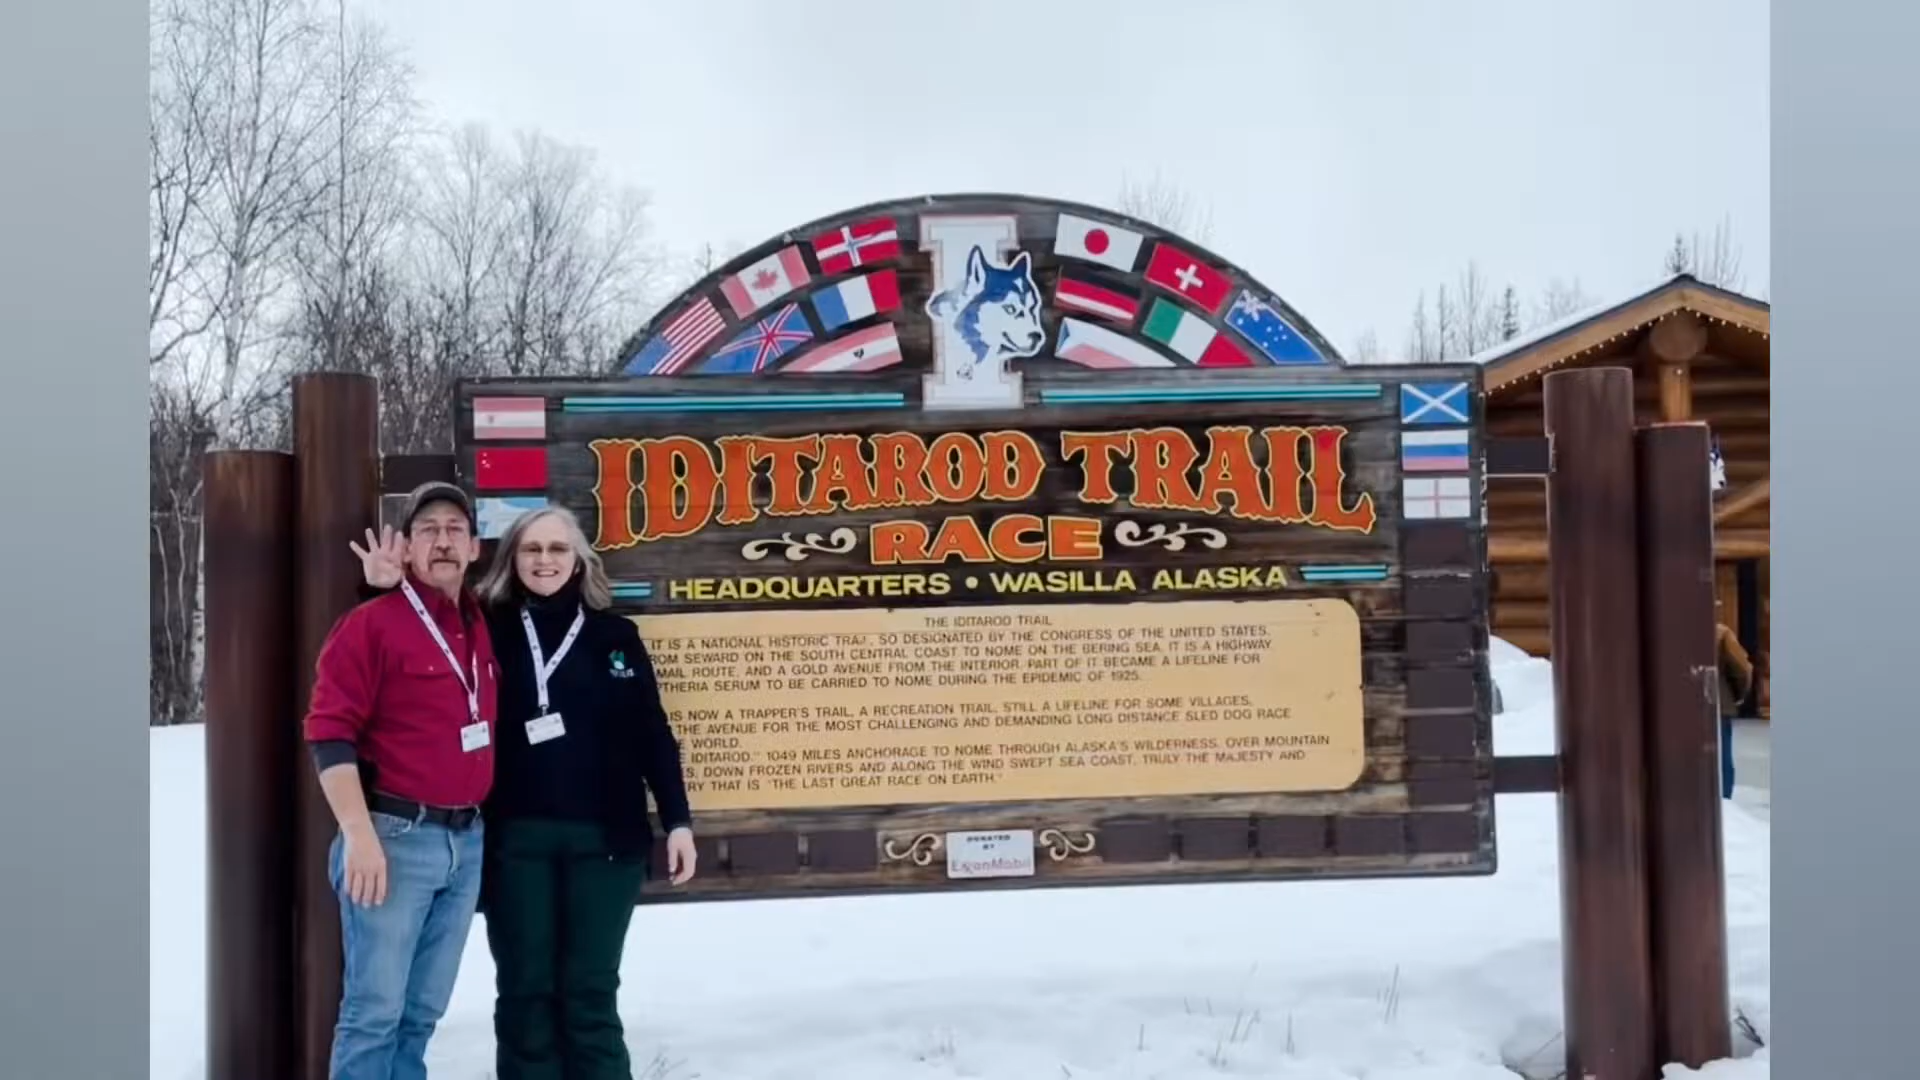 IDITAROD TRAIL
RACE
HEADQUARTERS • WASILLA ALASKA
THE IDITAROD TRAIL
IT IS A NATIONAL HISTORIC TRAIL, SO DESIGNATED BY THE CONGRESS OF THE UNITED STATES.
ROM SEWARD ON THE SOUTH CENTRAL COAST TO NOME ON THE BERING SEA. IT IS A HIGHWAY,
MAIL ROUTE, AND A GOLD AVENUE FROM THE INTERIOR. PART OF IT BECAME A LIFELINE FOR
PTHERIA SERUM TO BE CARRIED TO NOME DURING THE EPIDEMIC OF 1925.
IS NOW A TRAPPER'S TRAIL, A RECREATION TRAIL, STILL A LIFELINE FOR SOME VILLAGES,
THE AVENUE FOR THE MOST CHALLENGING AND DEMANDING LONG DISTANCE SLED DOG RACE
E WORLD.
E IDITAROD." 1049 MILES ANCHORAGE TO NOME THROUGH ALASKA'S WILDERNESS. OVER MOUNTAIN
S, DOWN FROZEN RIVERS AND ALONG THE WIND SWEPT SEA COAST. TRULY THE MAJESTY AND
RY THAT IS "THE LAST GREAT RACE ON EARTH."
DONATED
BY
ExxonMobil